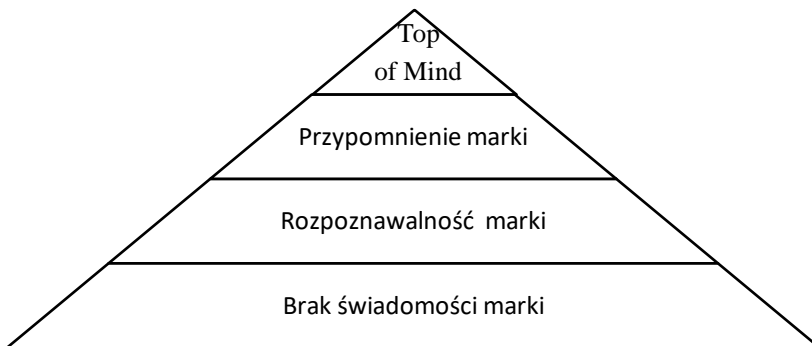 Top
of Mind
Przypomnienie marki
Rozpoznawalność marki
Brak świadomości marki